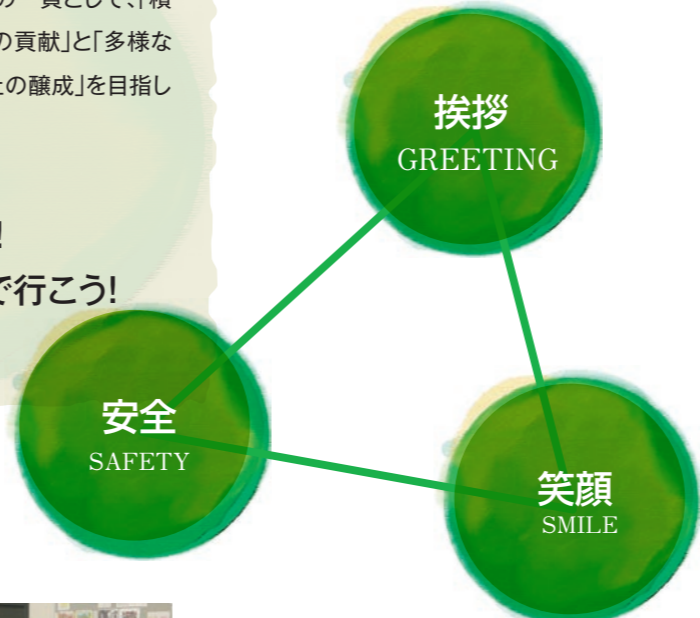 の一員として、「積
の貢献」と「多様な
の醸成」を目指し
!
で行こう!
挨拶
GREETING
安全
SAFETY
笑顔
SMILE